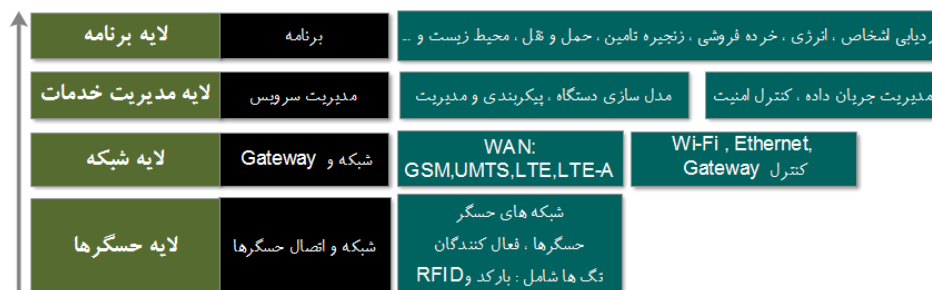 لایه برنامه
برنامه
ردیابی اشخاص ، انرژی ، خرده فروشی ، زنجیره تامین ، حمل و نقل ، محیط زیست و ...
لایه مدیریت خدمات
مدیریت سرویس
مدل سازی دستگاه ، پیکربندی و مدیریت
مدیریت جریان داده ، کنترل امنیت
لایه شبکه
شبکه و Gateway
WAN:
GSM,UMTS,LTE,LTE-A
Wi-Fi , Ethernet,
کنترل Gateway
لایه حسگرها
شبکه و اتصال حسگرها
شبکه های حسگر
حسگرها ، فعال کنندگان
تگ ها شامل : بارکد وRFID